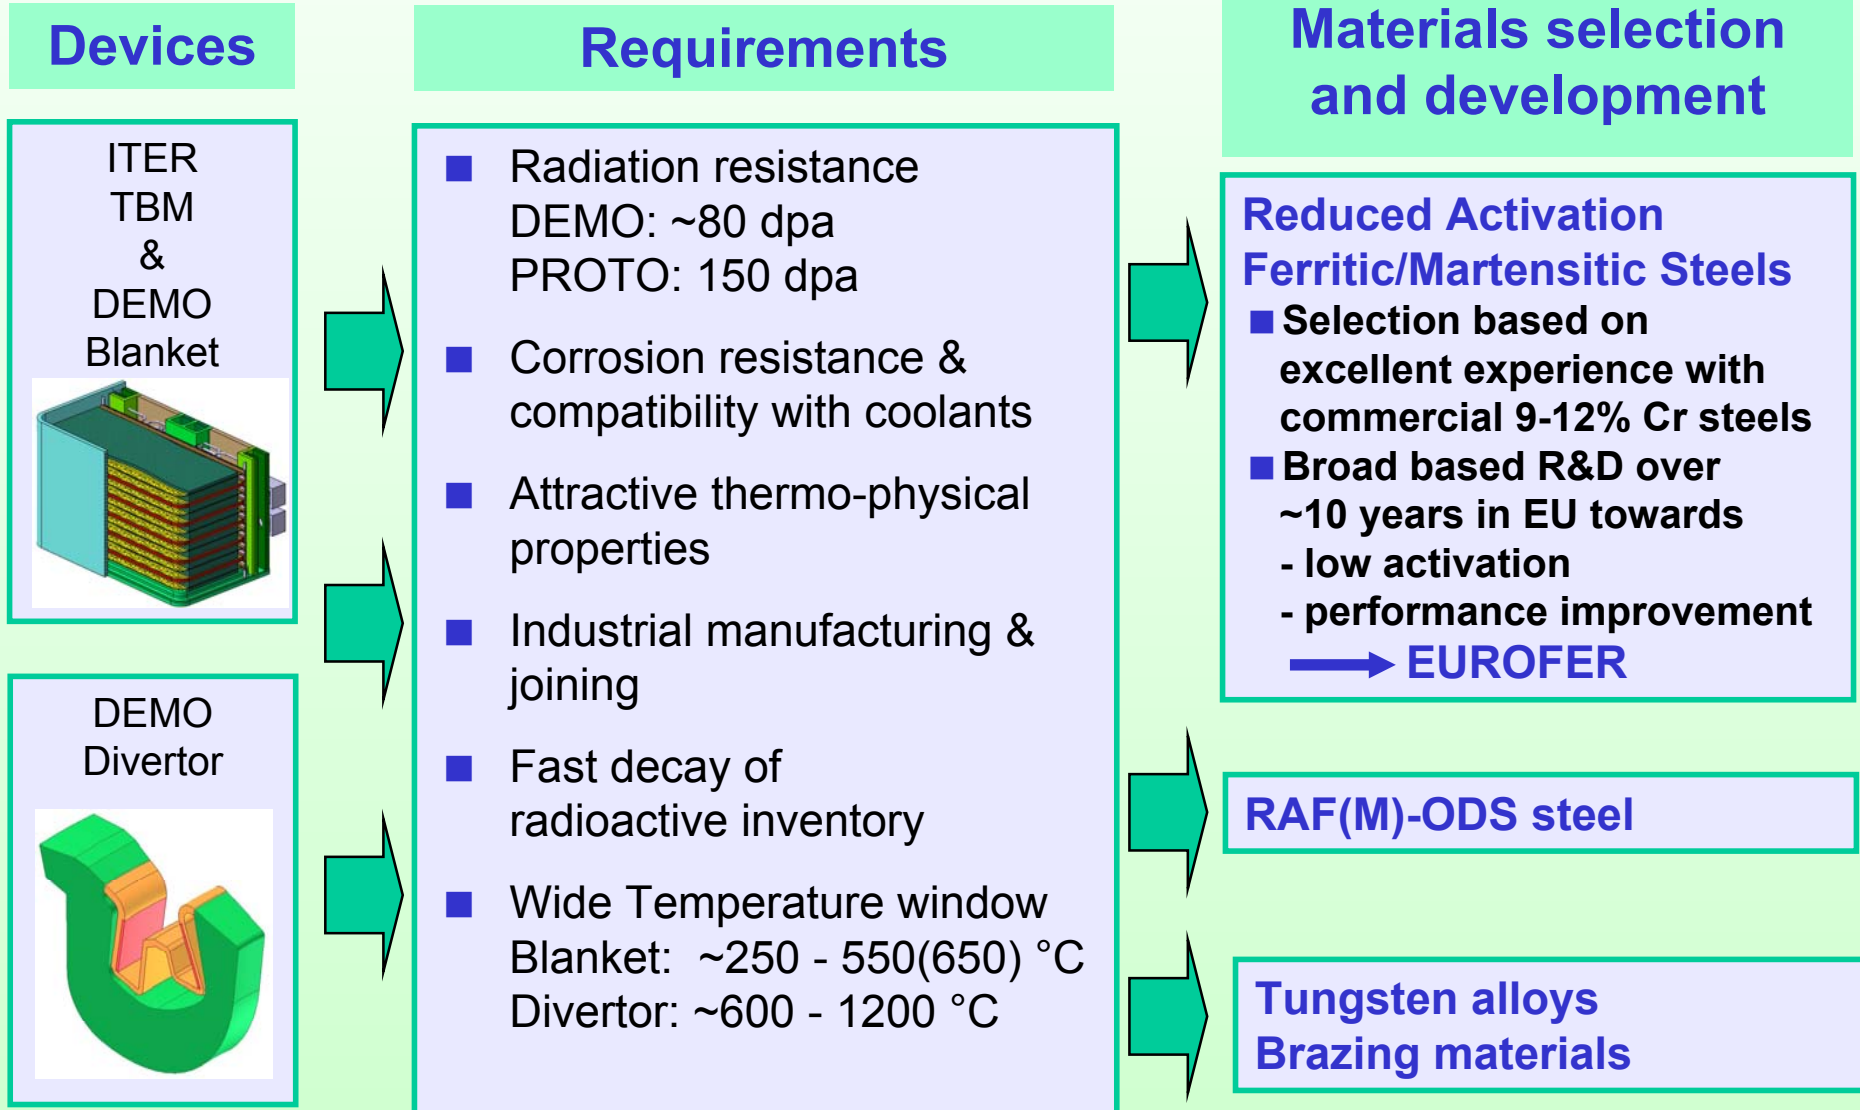 Devices
ITER
TBM
&
DEMO
Blanket
DEMO
Divertor
Requirements
■ Radiation resistance
DEMO: ~80 dpa
PROTO: 150 dpa
■ Corrosion resistance &
compatibility with coolants
■ Attractive thermo-physical
properties
■ Industrial manufacturing &
joining
■ Fast decay of
radioactive inventory
■ Wide Temperature window
Blanket: ~250 - 550(650) °C
Divertor: ~600 - 1200 °C
Materials selection
and development
Reduced Activation
Ferritic/Martensitic Steels
■ Selection based on
excellent experience with
commercial 9-12% Cr steels
■ Broad based R&D over
~10 years in EU towards
- low activation
- performance improvement
EUROFER
RAF(M)-ODS steel
Tungsten alloys
Brazing materials